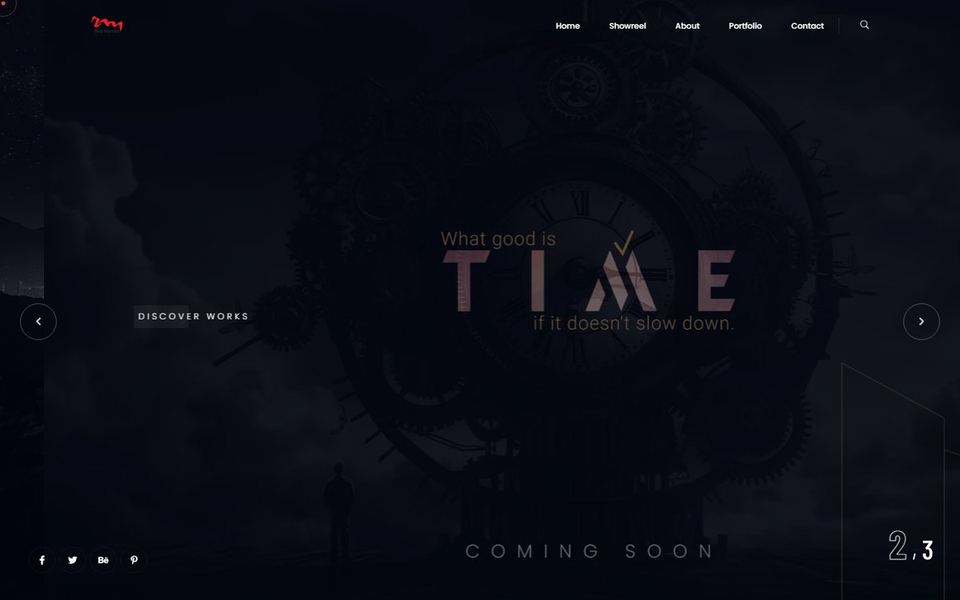 Home Showreel About Portfolio Contact
What good is
TIME
if it doesn't slow down.
DISCOVER WORKS
COMING SOON
Bē
2,3